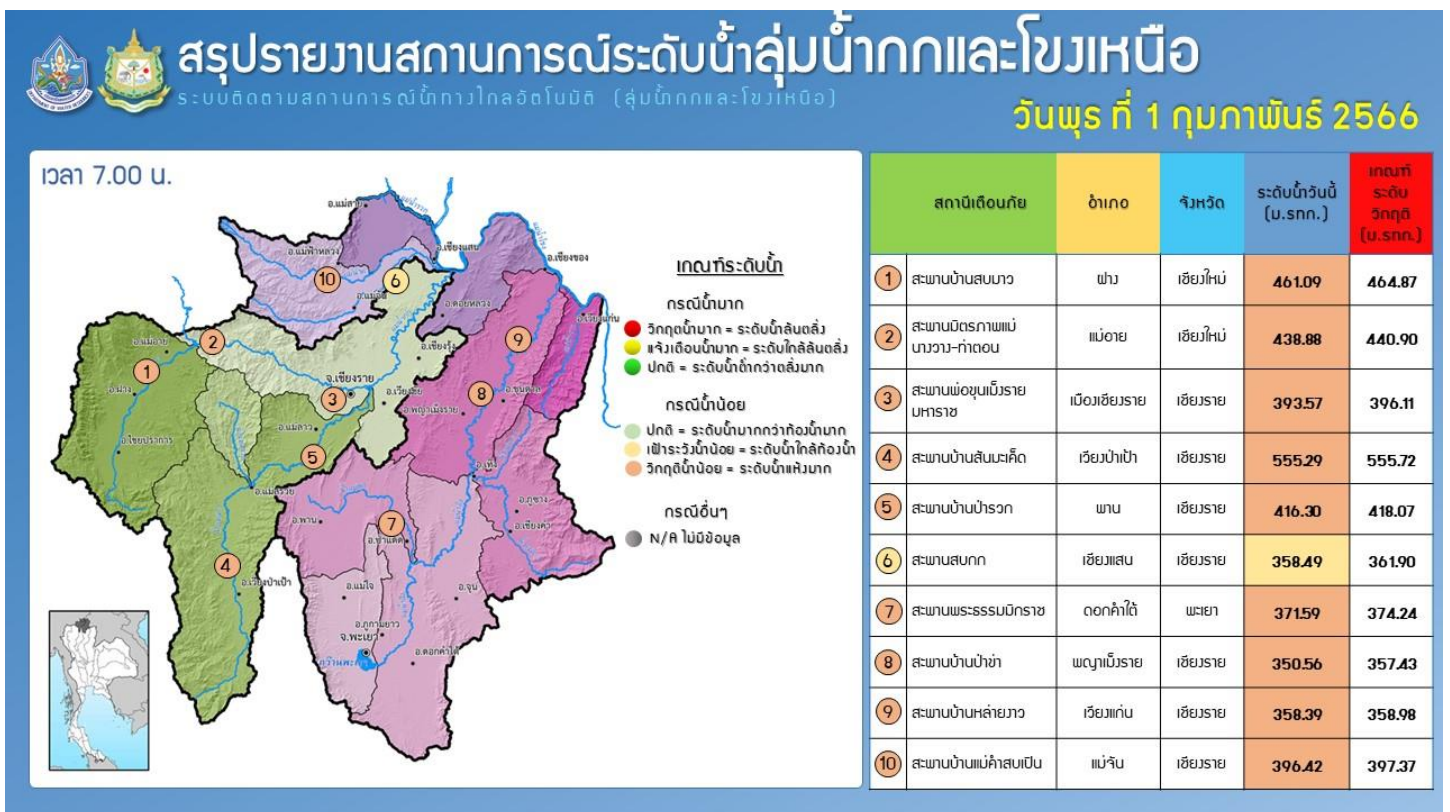 สรุปรายงานสถานการณ์ระดับน้ำลุ่มน้ำกกและโขงเหนือ
ระบบติดตามสถานการณ์น้ำทางไกลอัตโนมัติ (ลุ่มน้ำกกและโขงเหนือ)
วันพุธ ที่ 1 กุมภาพันธ์ 2566
เวลา 7.00 น.
อ.แม่สาย
แม่น้ำรวก
อ.แม่ฟ้าหลวง
อ.เชียงแสน
แม่น้ำโขง
อ.เชียงของ
10
6
อ.ดอยหลวง
อ.เวียงแก่น
2
อ.แม่อาย
9
อ.เชียงรุ้ง
1
จ.เชียงราย
อ.ฝาง
3
อ.เวียงชัย
8
อ.ขุนตาล
อ.พญาเม็งราย
อ.แม่ลาว
อ.ไชยปราการ
5
อ.เทิง
อ.แม่สรวย
อ.ภูซาง
อ.พาน
7
อ.เชียงคำ
อ.ป่าแดด
4
อ.เวียงป่าเป้า
อ.แม่ใจ
อ.จุน
อ.ภูกามยาว
จ.พะเยา
กว๊านพะเยา
อ.ดอกคำใต้
เกณฑ์ระดับน้ำ
กรณีน้ำมาก
วิกฤตน้ำมาก = ระดับน้ำล้นตลิ่ง
แจ้งเตือนน้ำมาก = ระดับใกล้ล้นตลิ่ง
ปกติ = ระดับน้ำต่ำกว่าตลิ่งมาก
กรณีน้ำน้อย
ปกติ = ระดับน้ำมากกว่าท้องน้ำมาก
เฝ้าระวังน้ำน้อย = ระดับน้ำใกล้ท้องน้ำ
วิกฤติน้ำน้อย = ระดับน้ำแห้งมาก
กรณีอื่นๆ
N/A ไม่มีข้อมูล
สถานีเตือนภัย อำเภอ จังหวัด ระดับน้ำวันนี้ (ม.รทก.) เกณฑ์ระดับวิกฤติ (ม.รทก.)
1 สะพานบ้านสบมาว ฝาง เชียงใหม่ 461.09 464.87
2 สะพานมิตรภาพแม่นางวาง-ท่าตอน แม่อาย เชียงใหม่ 438.88 440.90
3 สะพานพ่อขุนเม็งรายมหาราช เมืองเชียงราย เชียงราย 393.57 396.11
4 สะพานบ้านสันมะเค็ด เวียงป่าเป้า เชียงราย 555.29 555.72
5 สะพานบ้านป่ารวก พาน เชียงราย 416.30 418.07
6 สะพานสบกก เชียงแสน เชียงราย 358.49 361.90
7 สะพานพระธรรมมิกราช ดอกคำใต้ พะเยา 371.59 374.24
8 สะพานบ้านป่าข่า พญาเม็งราย เชียงราย 350.56 357.43
9 สะพานบ้านหล่ายงาว เวียงแก่น เชียงราย 358.39 358.98
10 สะพานบ้านแม่คำสบเปิน แม่จัน เชียงราย 396.42 397.37